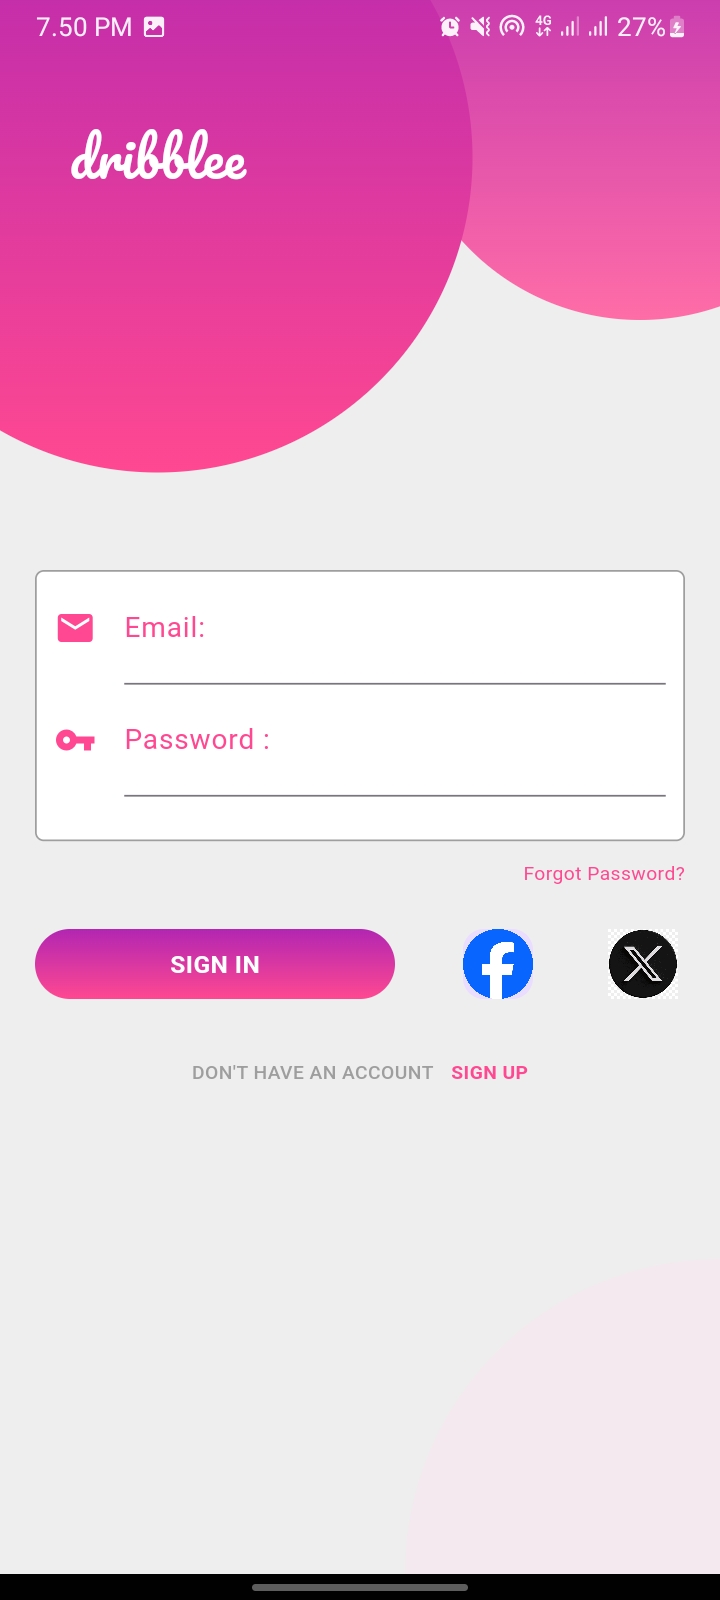 7.50 PM 4G 27%
dribblee
Email:
Password :
Forgot Password?
SIGN IN
DON'T HAVE AN ACCOUNT SIGN UP